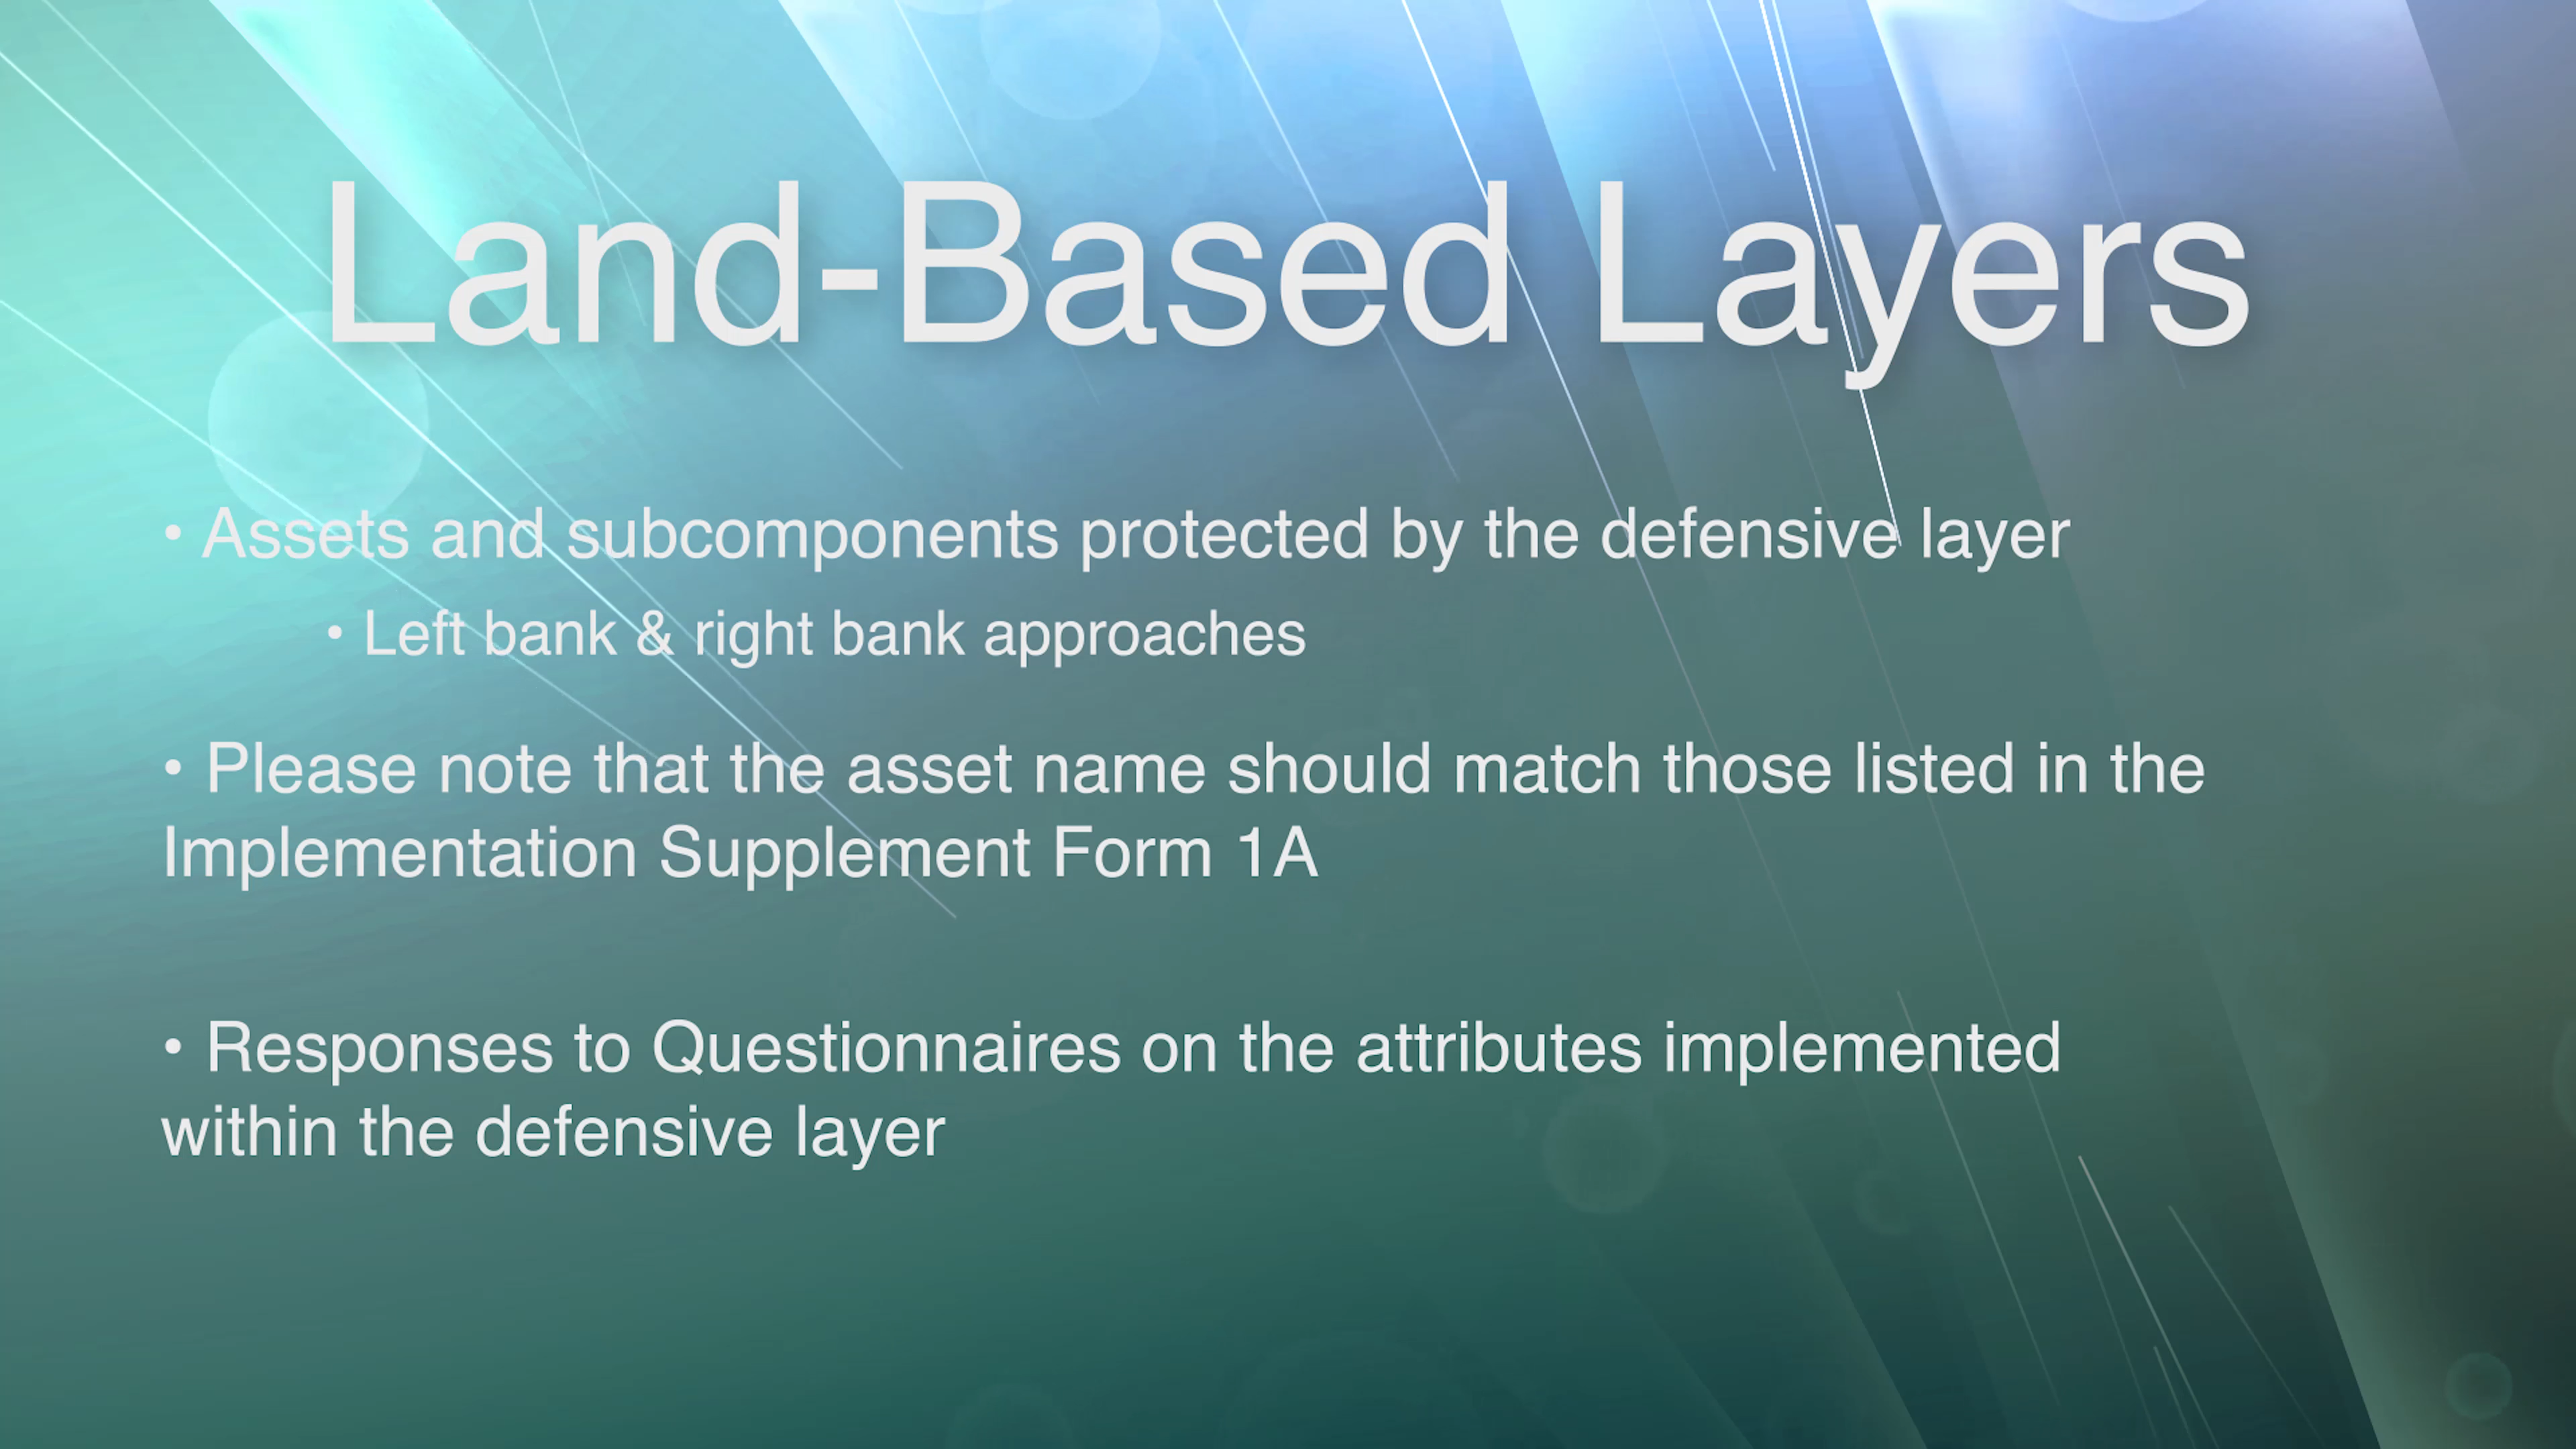 Land-Based Layers
• Assets and subcomponents protected by the defensive layer
• Left bank & right bank approaches
• Please note that the asset name should match those listed in the
Implementation Supplement Form 1A
• Responses to Questionnaires on the attributes implemented
within the defensive layer